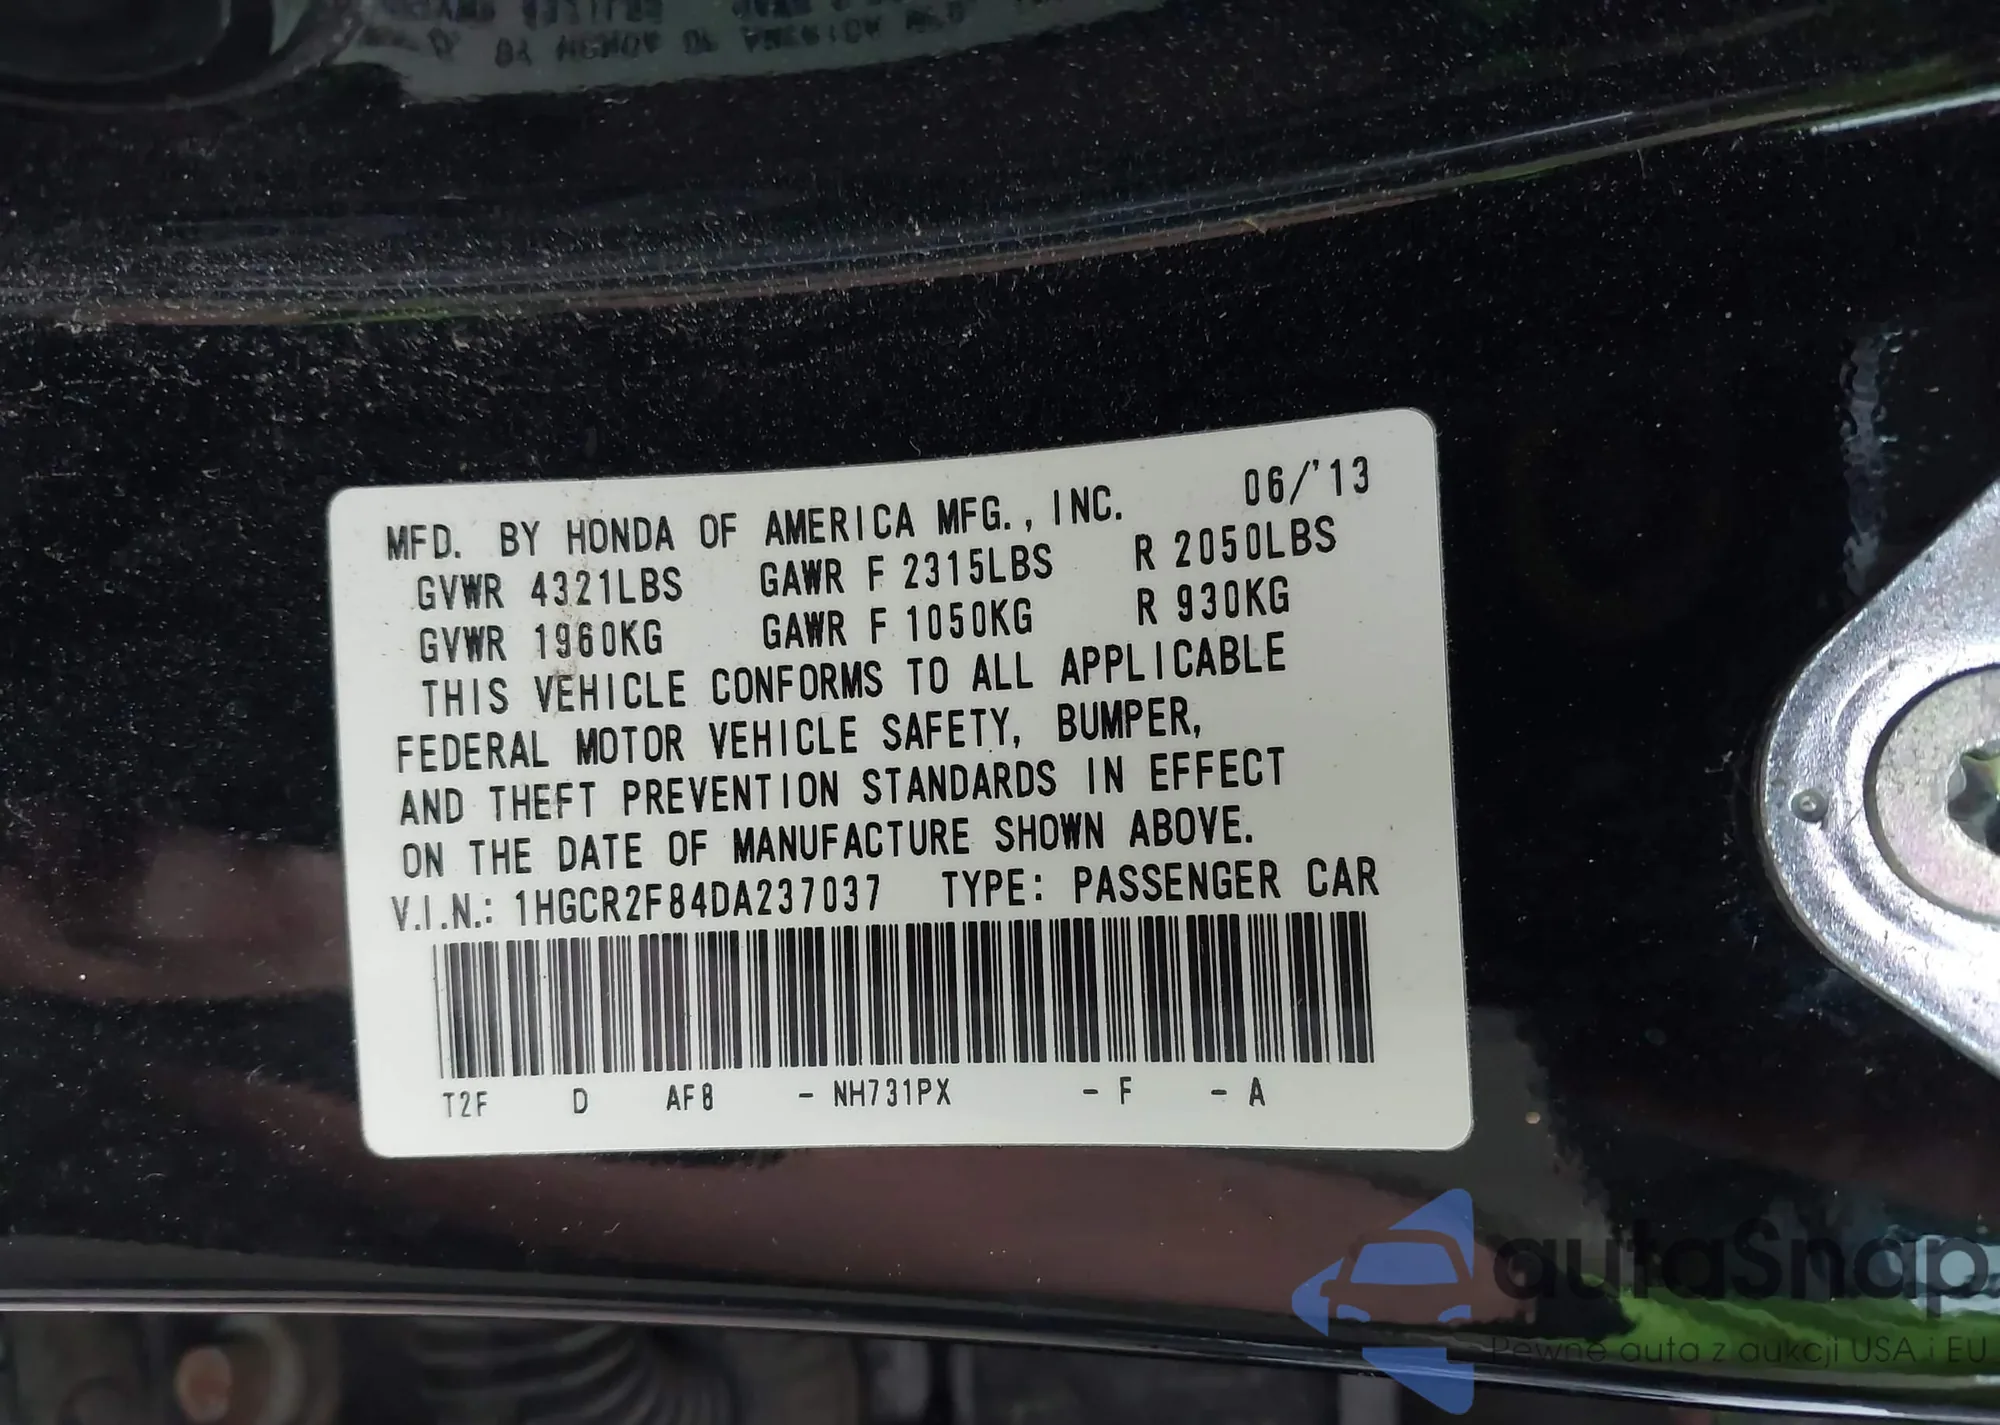 MFD. BY HONDA OF AMERICA MFG., INC. 06/'13
GVWR 4321LBS GAWR F 2315LBS R 2050LBS
GVWR 1960KG GAWR F 1050KG R 930KG
THIS VEHICLE CONFORMS TO ALL APPLICABLE
FEDERAL MOTOR VEHICLE SAFETY, BUMPER,
AND THEFT PREVENTION STANDARDS IN EFFECT
ON THE DATE OF MANUFACTURE SHOWN ABOVE.
V.I.N.: 1HGCR2F84DA237037 TYPE: PASSENGER CAR
T2F D AF8 - NH731PX - F - A
autaSnap
Pewne auta z aukcji USA i EU